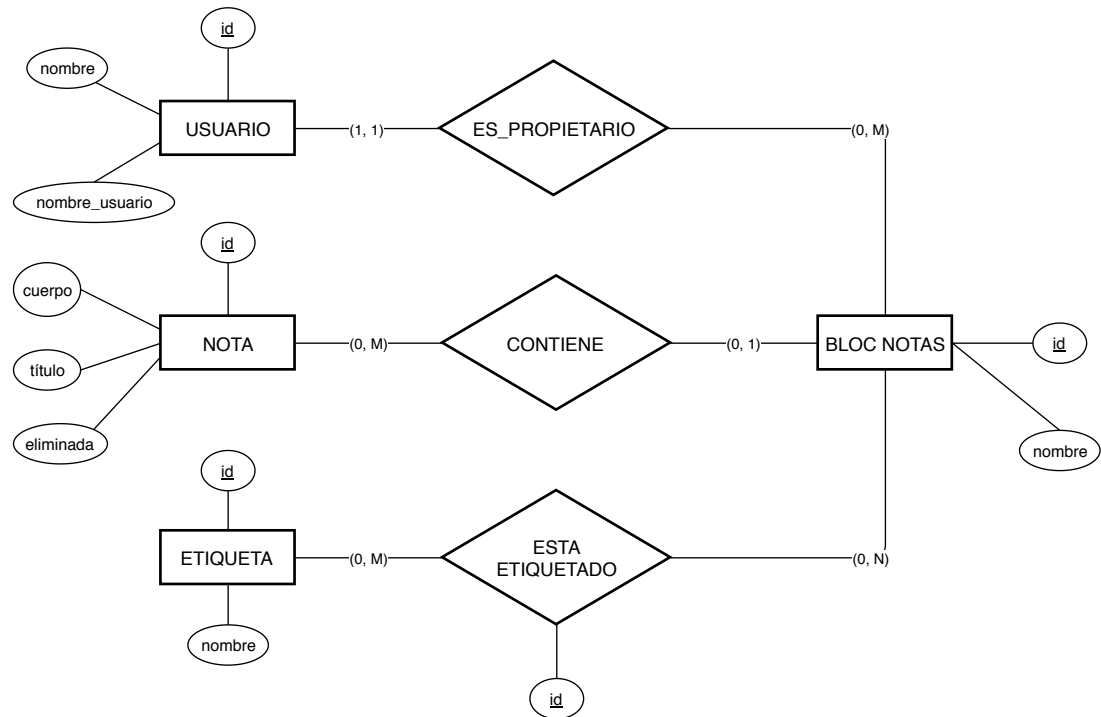 id
nombre
USUARIO
(1, 1)
ES_PROPIETARIO
(0, M)
nombre_usuario
id
cuerpo
NOTA
(0, M)
CONTIENE
(0, 1)
BLOC NOTAS
id
título
eliminada
nombre
id
ETIQUETA
(0, M)
ESTA
ETIQUETADO
(0, N)
nombre
id